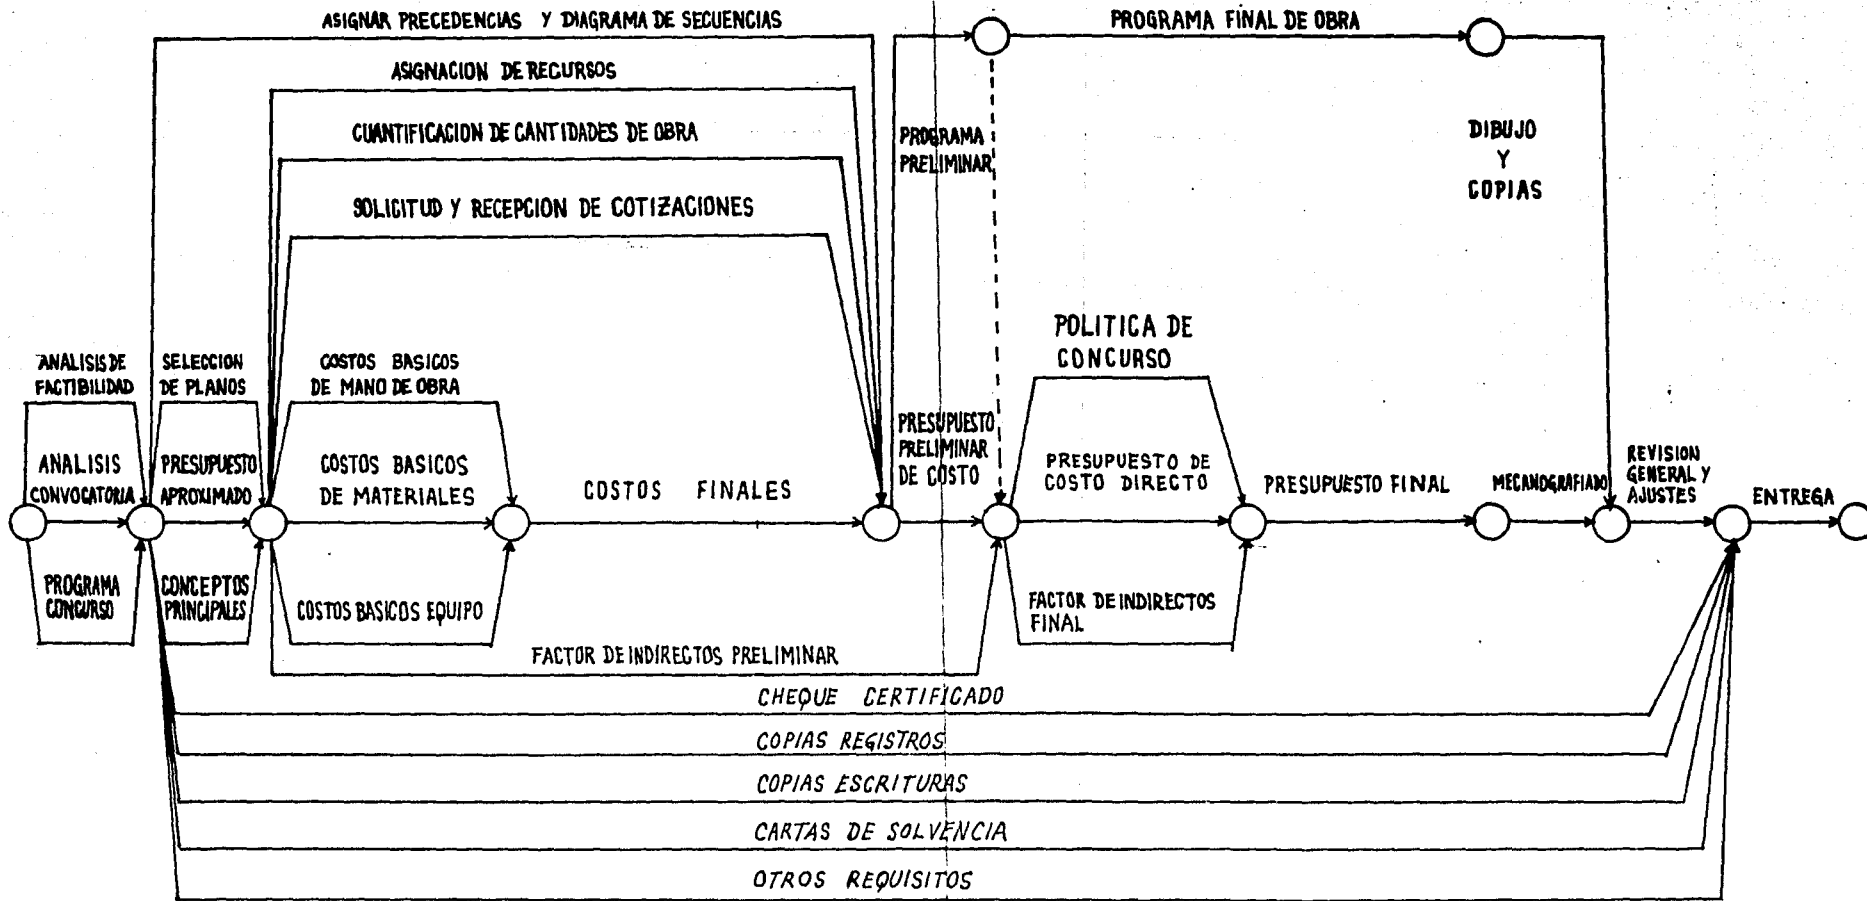 ASIGNAR PRECEDENCIAS Y DIAGRAMA DE SECUENCIAS
PROGRAMA FINAL DE OBRA
ASIGNACION DE RECURSOS
CUANTIFICACION DE CANTIDADES DE OBRA
PROGRAMA
PRELIMINAR
DIBUJO
Y
COPIAS
SOLICITUD Y RECEPCION DE COTIZACIONES
POLITICA DE
CONCURSO
ANALISIS DE
FACTIBILIDAD
SELECCION
DE PLANOS
COSTOS BASICOS
DE MANO DE OBRA
ANALISIS
CONVOCATORIA
PRESUPUESTO
APROXIMADO
COSTOS BASICOS
DE MATERIALES
COSTOS FINALES
PRESUPUESTO
PRELIMINAR
DE COSTO
PRESUPUESTO DE
COSTO DIRECTO
PRESUPUESTO FINAL
MECANOGRAFIADO
REVISION
GENERAL Y
AJUSTES
ENTREGA
PROGRAMA
CONCURSO
CONCEPTOS
PRINCIPALES
COSTOS BASICOS EQUIPO
FACTOR DE INDIRECTOS
FINAL
FACTOR DE INDIRECTOS PRELIMINAR
CHEQUE CERTIFICADO
COPIAS REGISTROS
COPIAS ESCRITURAS
CARTAS DE SOLVENCIA
OTROS REQUISITOS